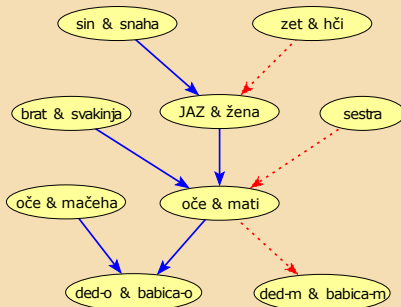 sin & snaha
zet & hči
brat & svakinja
JAZ & žena
sestra
oče & mačeha
oče & mati
ded-o & babica-o
ded-m & babica-m